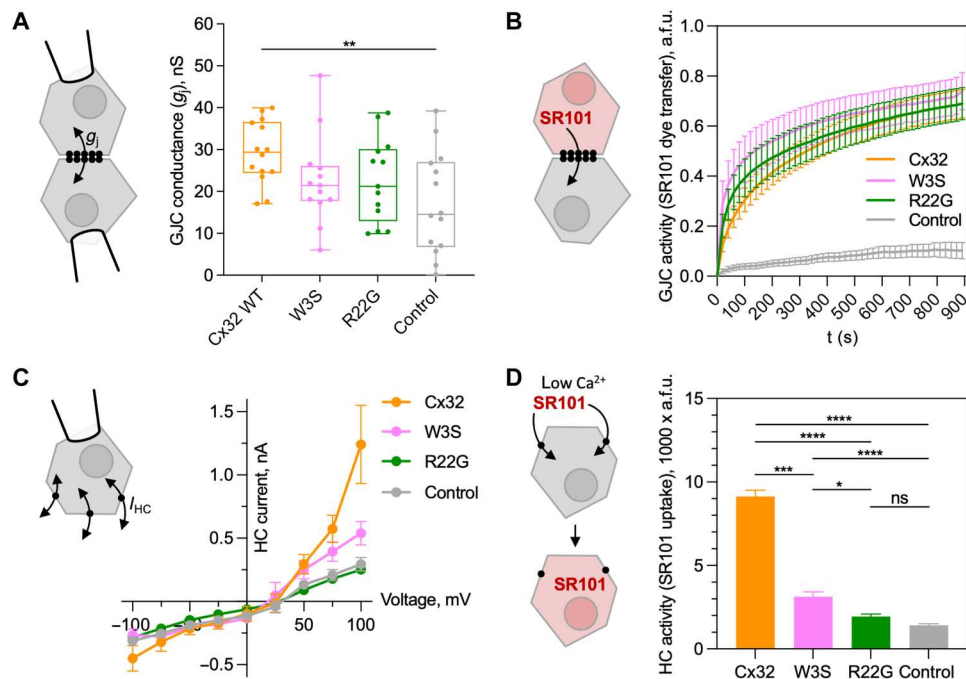 A
GJC conductance (gj), nS
60
50
40
30
20
10
0
**
gj
Cx32 WT
W3S
R22G
Control
B
SR101
GJC activity (SR101 dye transfer), a.f.u.
1.0
0.8
0.6
0.4
0.2
0.0
Cx32
W3S
R22G
Control
0
100
200
300
400
500
600
700
800
900
t (s)
C
IHC
HC current, nA
1.5
1.0
0.5
−0.5
Cx32
W3S
R22G
Control
−100
50
100
Voltage, mV
D
Low Ca2+
SR101
SR101
HC activity (SR101 uptake), 1000 x a.f.u.
15
12
9
6
3
0
****
****
****
***
*
ns
Cx32
W3S
R22G
Control